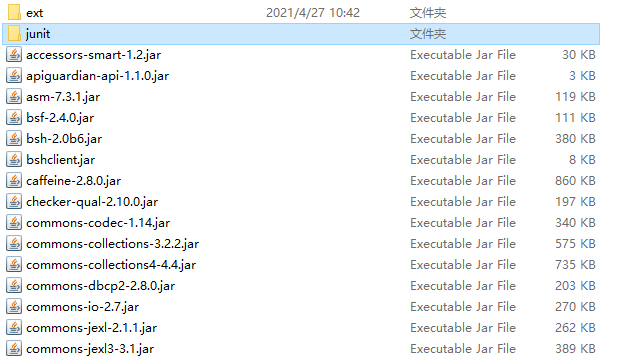 ext 2021/4/27 10:42 文件夹
junit 文件夹
accessors-smart-1.2.jar Executable Jar File 30 KB
apiguardian-api-1.1.0.jar Executable Jar File 3 KB
asm-7.3.1.jar Executable Jar File 119 KB
bsf-2.4.0.jar Executable Jar File 111 KB
bsh-2.0b6.jar Executable Jar File 380 KB
bshclient.jar Executable Jar File 8 KB
caffeine-2.8.0.jar Executable Jar File 860 KB
checker-qual-2.10.0.jar Executable Jar File 197 KB
commons-codec-1.14.jar Executable Jar File 340 KB
commons-collections-3.2.2.jar Executable Jar File 575 KB
commons-collections4-4.4.jar Executable Jar File 735 KB
commons-dbcp2-2.8.0.jar Executable Jar File 203 KB
commons-io-2.7.jar Executable Jar File 270 KB
commons-jexl-2.1.1.jar Executable Jar File 262 KB
commons-jexl3-3.1.jar Executable Jar File 389 KB